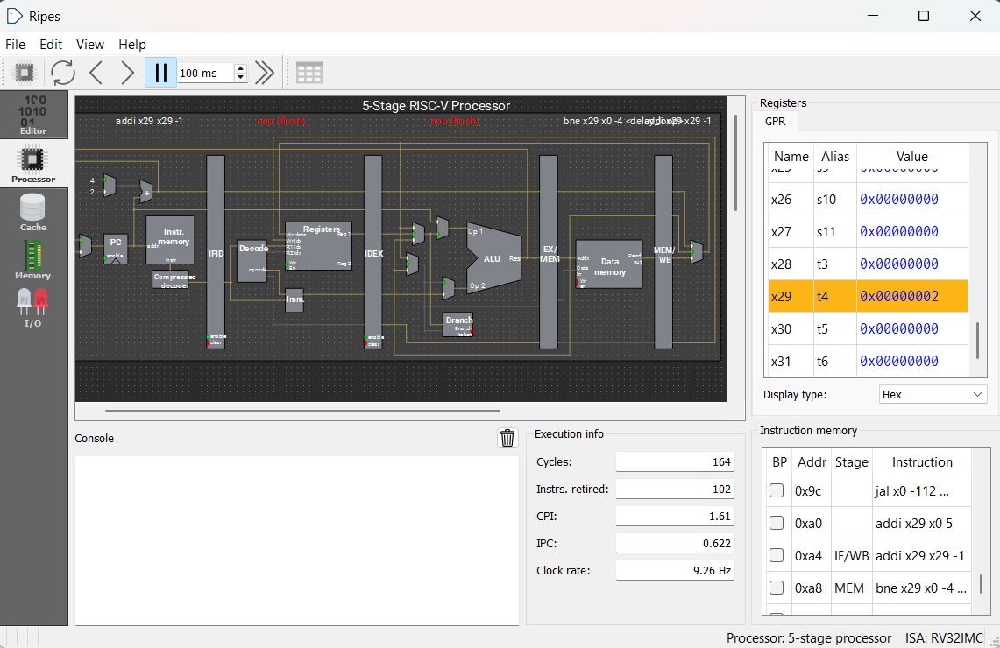 Ripes
File Edit View Help
100 ms
100
1010
01
Editor
Processor
Cache
Memory
I/O
5-Stage RISC-V Processor
addi x29 x29 -1 nop (flush) nop (flush) bne x29 x0 -4 <delay_loop> addi x29 x29 -1
4
2
+
PC
enable
addr
Instr.
memory
instr
Compressed
decoder
IFID
enable
clear
Decode
opcode
Registers
Wr data
Wr idx
R1 idx
R2 idx
Wr
En
Reg 1
Reg 2
Imm.
IDEX
enable
clear
Op 1
ALU
Res
Op 2
Branch
Branch
taken
EX/
MEM
Addr.
Data
in
Wr
en
Data
memory
Read
out
MEM/
WB
Registers
GPR
Name Alias Value
x25 s9 0x00000000
x26 s10 0x00000000
x27 s11 0x00000000
x28 t3 0x00000000
x29 t4 0x00000002
x30 t5 0x00000000
x31 t6 0x00000000
Display type: Hex
Console
Execution info
Cycles: 164
Instrs. retired: 102
CPI: 1.61
IPC: 0.622
Clock rate: 9.26 Hz
Instruction memory
BP Addr Stage Instruction
0x9c jal x0 -112 ...
0xa0 addi x29 x0 5
0xa4 IF/WB addi x29 x29 -1
0xa8 MEM bne x29 x0 -4 ...
Processor: 5-stage processor ISA: RV32IMC